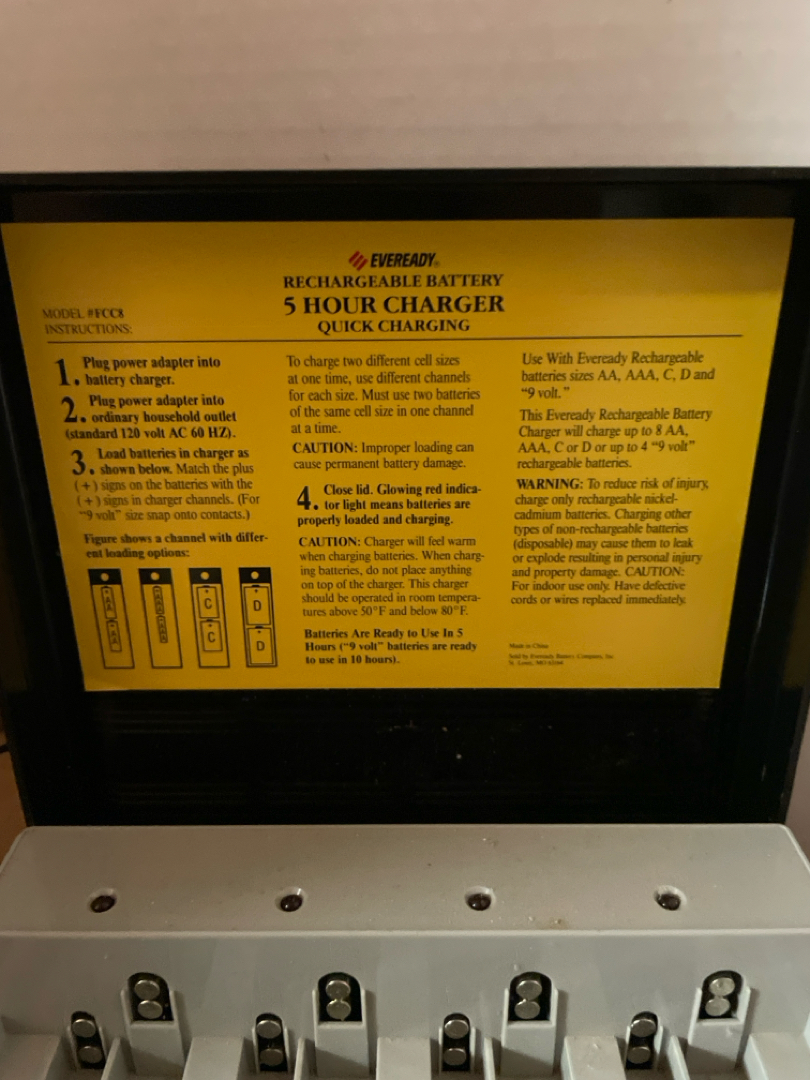 EVEREADY®
RECHARGEABLE BATTERY
5 HOUR CHARGER
QUICK CHARGING
MODEL #FCC8
INSTRUCTIONS:
1. Plug power adapter into
battery charger.
2. Plug power adapter into
ordinary household outlet
(standard 120 volt AC 60 HZ).
3. Load batteries in charger as
shown below. Match the plus
(+) signs on the batteries with the
(+) signs in charger channels. (For
"9 volt" size snap onto contacts.)
Figure shows a channel with differ-
ent loading options:
AA
AA
AAA
AAA
C
C
D
D
To charge two different cell sizes
at one time, use different channels
for each size. Must use two batteries
of the same cell size in one channel
at a time.
CAUTION: Improper loading can
cause permanent battery damage.
4. Close lid. Glowing red indica-
tor light means batteries are
properly loaded and charging.
CAUTION: Charger will feel warm
when charging batteries. When charg-
ing batteries, do not place anything
on top of the charger. This charger
should be operated in room tempera-
tures above 50°F and below 80°F.
Batteries Are Ready to Use In 5
Hours ("9 volt" batteries are ready
to use in 10 hours).
Use With Eveready Rechargeable
batteries sizes AA, AAA, C, D and
"9 volt."
This Eveready Rechargeable Battery
Charger will charge up to 8 AA,
AAA, C or D or up to 4 "9 volt"
rechargeable batteries.
WARNING: To reduce risk of injury,
charge only rechargeable nickel-
cadmium batteries. Charging other
types of non-rechargeable batteries
(disposable) may cause them to leak
or explode resulting in personal injury
and property damage. CAUTION:
For indoor use only. Have defective
cords or wires replaced immediately.
Made in China
Sold by Eveready Battery Company, Inc.
St. Louis, MO